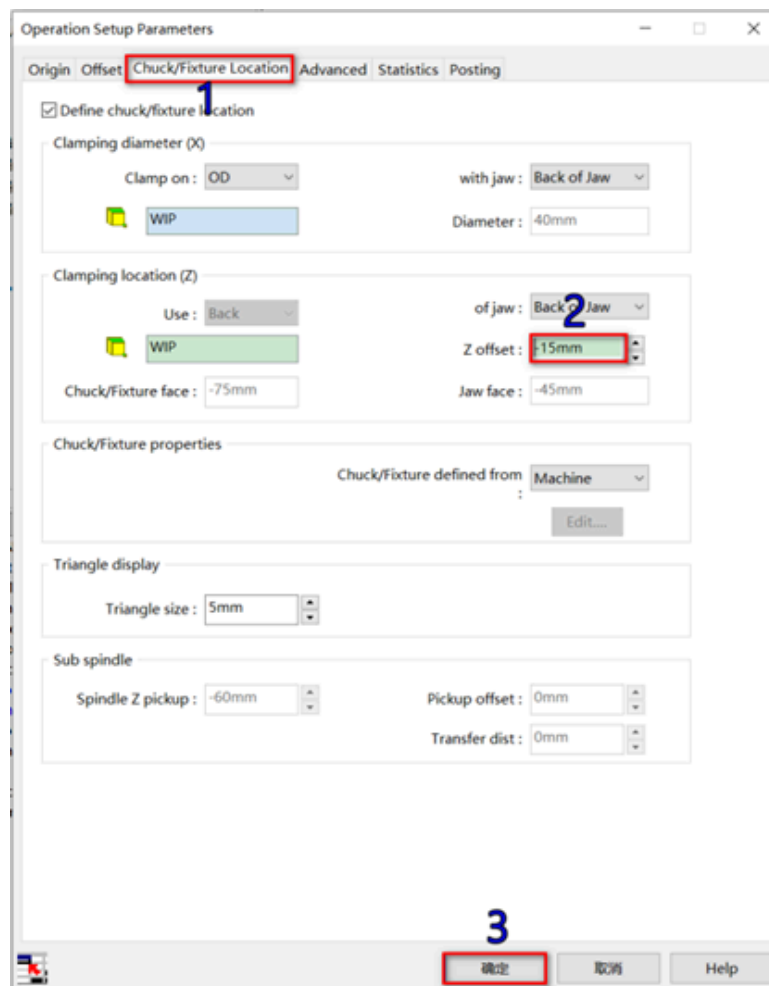 Operation Setup Parameters
Origin Offset Chuck/Fixture Location Advanced Statistics Posting
1
Define chuck/fixture location
Clamping diameter (X)
Clamp on : OD with jaw : Back of Jaw
WIP Diameter : 40mm
Clamping location (Z)
Use : Back of jaw : Back of Jaw
2
WIP Z offset : -15mm
Chuck/Fixture face : -75mm Jaw face : -45mm
Chuck/Fixture properties
Chuck/Fixture defined from : Machine
Edit....
Triangle display
Triangle size : 5mm
Sub spindle
Spindle Z pickup : -60mm Pickup offset : 0mm
Transfer dist : 0mm
3
确定 取消 Help